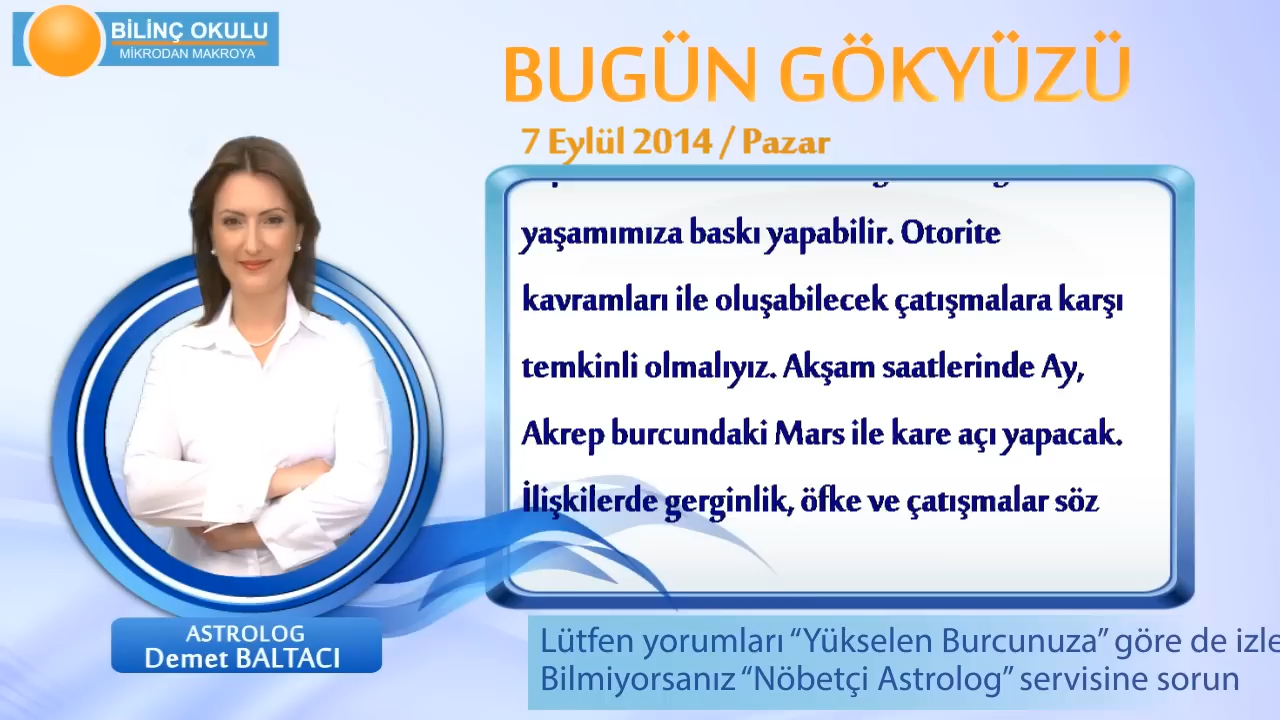 BİLİNÇ OKULU
MİKRODAN MAKROYA
BUGÜN GÖKYÜZÜ
7 Eylül 2014 / Pazar
yaşamımıza baskı yapabilir. Otorite
kavramları ile oluşabilecek çatışmalara karşı
temkinli olmalıyız. Akşam saatlerinde Ay,
Akrep burcundaki Mars ile kare açı yapacak.
İlişkilerde gerginlik, öfke ve çatışmalar söz
ASTROLOG
Demet BALTACI
Lütfen yorumları “Yükselen Burcunuza” göre de izle
Bilmiyorsanız “Nöbetçi Astrolog” servisine sorun